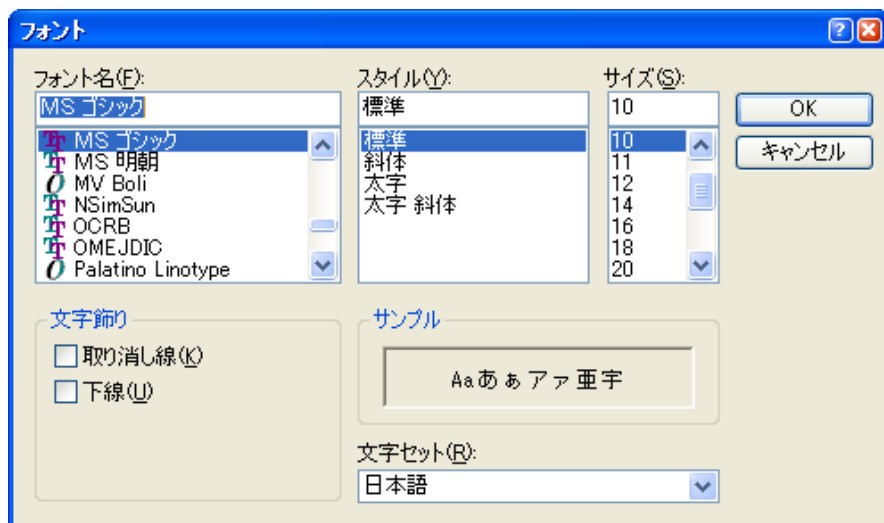 フォント
フォント名(F):
MS ゴシック
MS ゴシック
MS 明朝
MV Boli
NSimSun
OCRB
OMEJDIC
Palatino Linotype
スタイル(Y):
標準
標準
斜体
太字
太字 斜体
サイズ(S):
10
10
11
12
14
16
18
20
OK
キャンセル
文字飾り
取り消し線(K)
下線(U)
サンプル
Aaあぁアァ亜宇
文字セット(R):
日本語